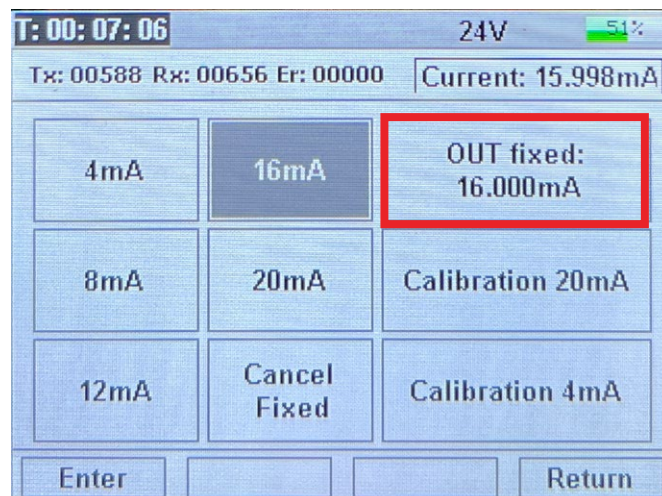 T: 00: 07: 06 24V 51%
Tx: 00588 Rx: 00656 Er: 00000 Current: 15.998mA
4mA 16mA OUT fixed:
16.000mA
8mA 20mA Calibration 20mA
12mA Cancel
Fixed Calibration 4mA
Enter Return